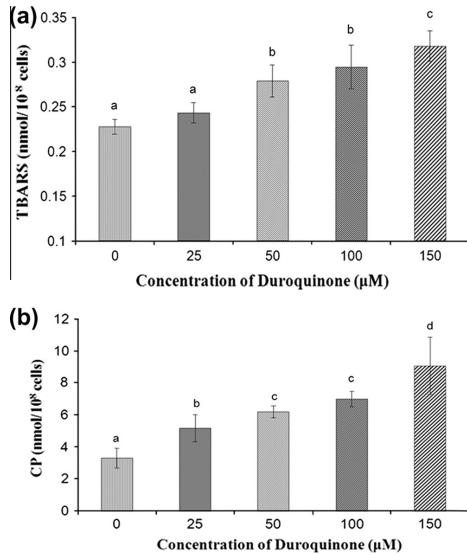 (a)
TBARS (nmol/10⁸ cells)
0.35
0.3
0.25
0.2
0.15
0.1
a
a
b
b
c
0 25 50 100 150
Concentration of Duroquinone (µM)
(b)
CP (nmol/10⁸ cells)
12
10
8
6
4
2
0
a
b
c
c
d
0 25 50 100 150
Concentration of Duroquinone (µM)